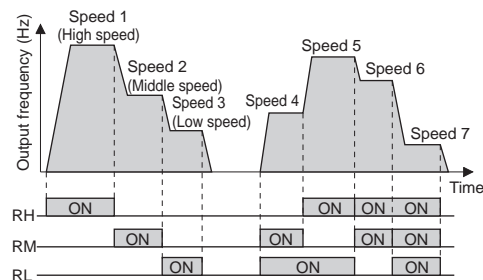 Output frequency (Hz)
Speed 1
(High speed)
Speed 2
(Middle speed)
Speed 3
(Low speed)
Speed 4
Speed 5
Speed 6
Speed 7
Time
RH
ON
ON
ON
ON
RM
ON
ON
ON
ON
RL
ON
ON
ON